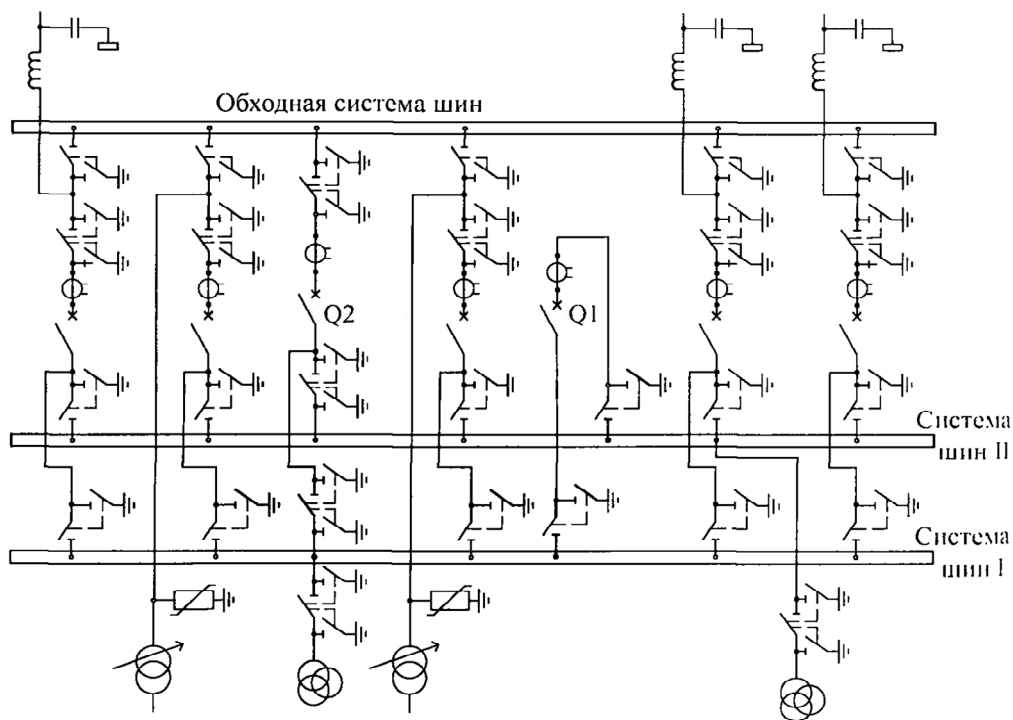 Обходная система шин
Q2
Q1
Система
шин II
Система
шин I